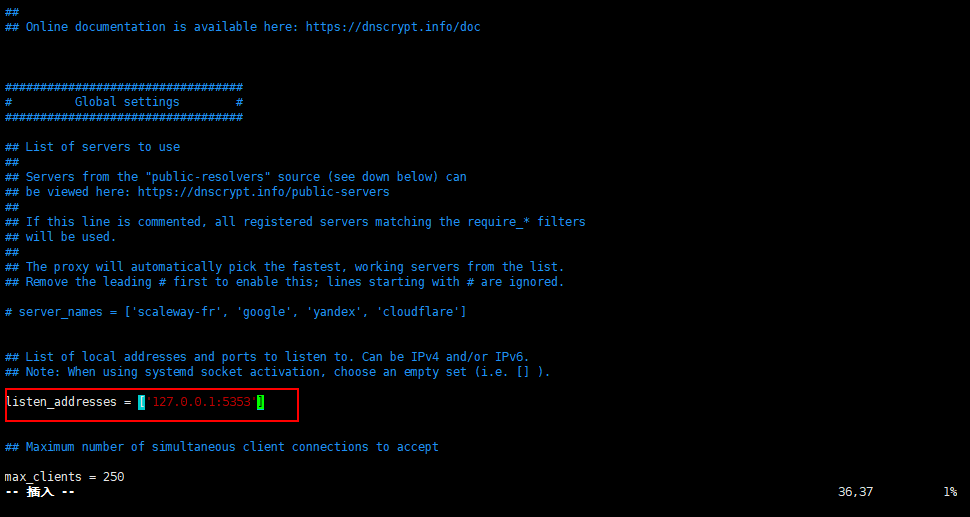 ##
## Online documentation is available here: https://dnscrypt.info/doc
##################################
#         Global settings        #
##################################
## List of servers to use
##
## Servers from the "public-resolvers" source (see down below) can
## be viewed here: https://dnscrypt.info/public-servers
##
## If this line is commented, all registered servers matching the require_* filters
## will be used.
##
## The proxy will automatically pick the fastest, working servers from the list.
## Remove the leading # first to enable this; lines starting with # are ignored.
# server_names = ['scaleway-fr', 'google', 'yandex', 'cloudflare']
## List of local addresses and ports to listen to. Can be IPv4 and/or IPv6.
## Note: When using systemd socket activation, choose an empty set (i.e. [] ).
listen_addresses = ['127.0.0.1:5353']
## Maximum number of simultaneous client connections to accept
max_clients = 250
-- 插入 -- 36,37 1%